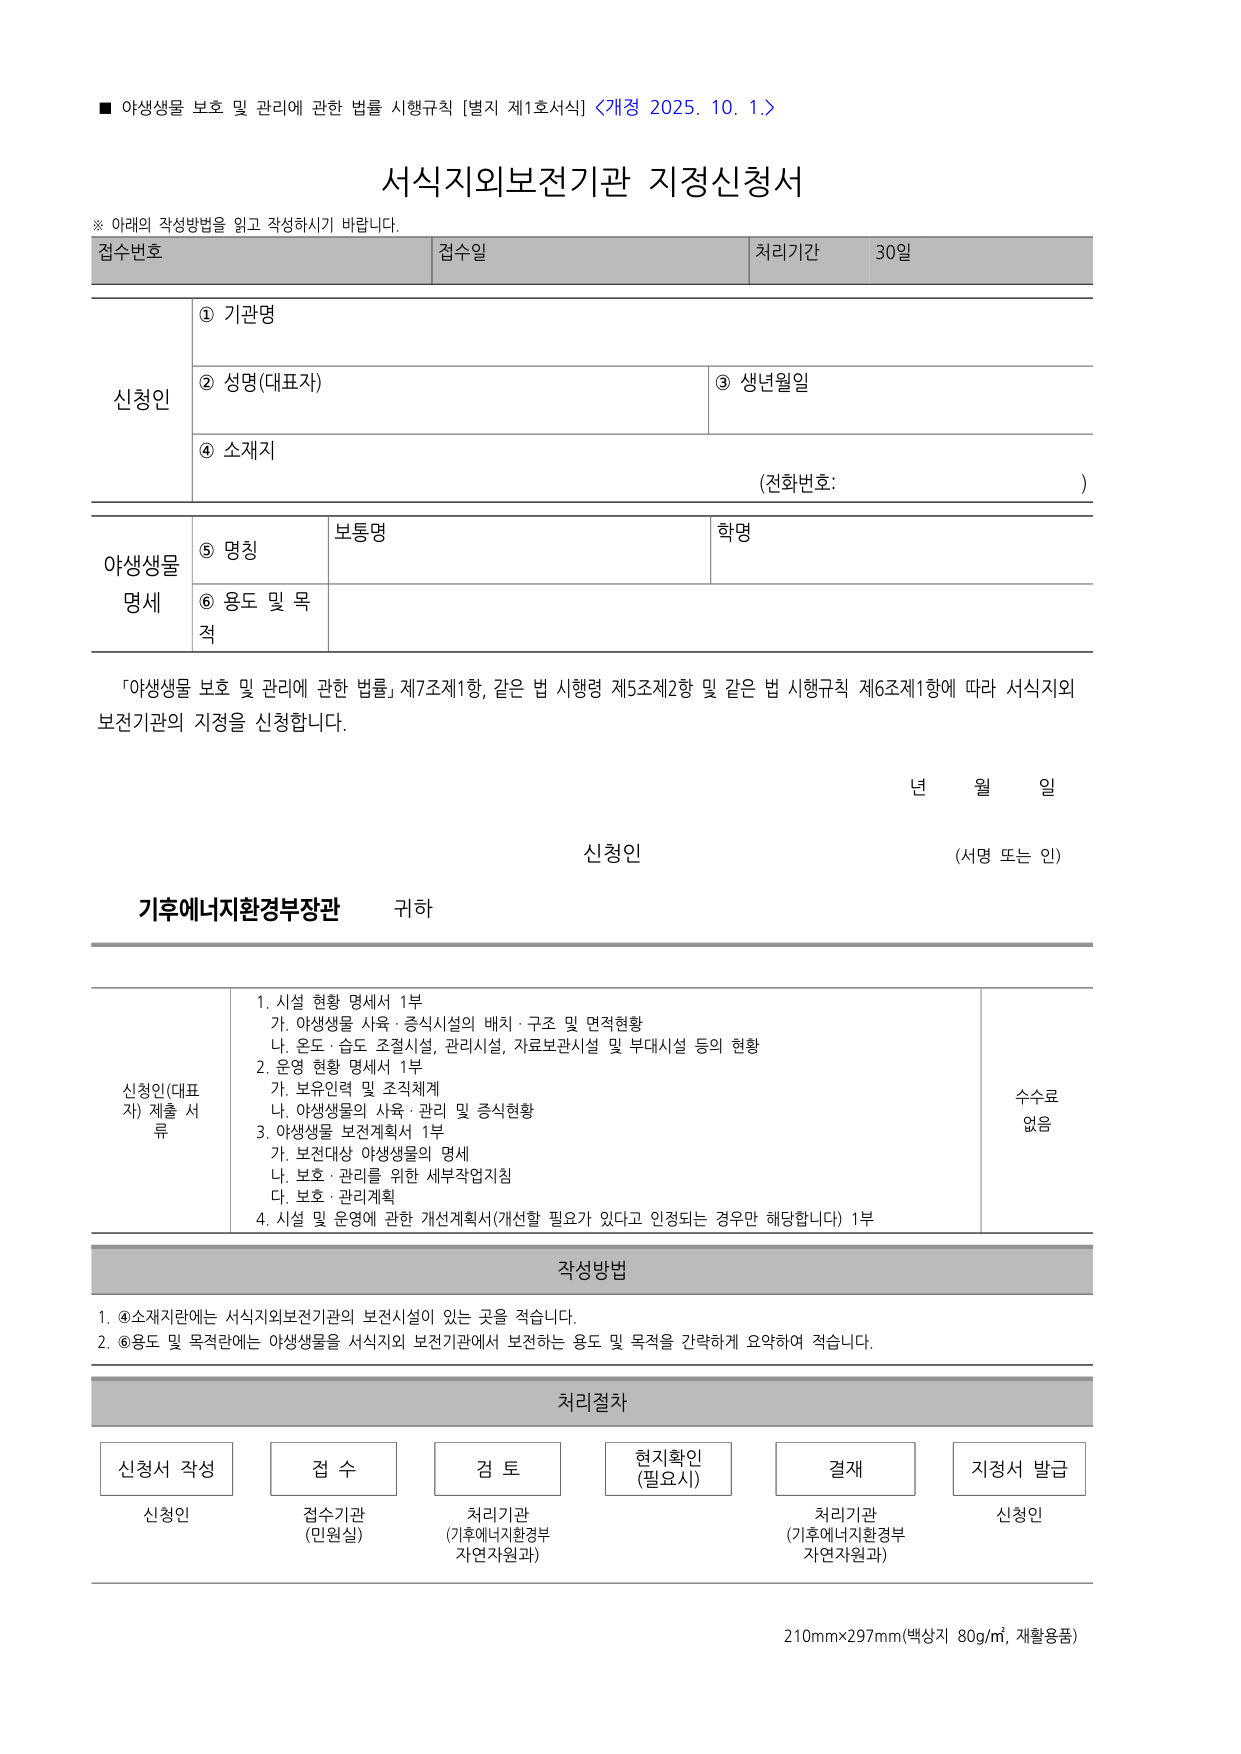 ■ 야생생물 보호 및 관리에 관한 법률 시행규칙 [별지 제1호서식] <개정 2025. 10. 1.>
서식지외보전기관 지정신청서
※ 아래의 작성방법을 읽고 작성하시기 바랍니다.
접수번호 접수일 처리기간 30일
신청인
① 기관명
② 성명(대표자) ③ 생년월일
④ 소재지
(전화번호: )
야생생물
명세
⑤ 명칭 보통명 학명
⑥ 용도 및 목
적
「야생생물 보호 및 관리에 관한 법률」 제7조제1항, 같은 법 시행령 제5조제2항 및 같은 법 시행규칙 제6조제1항에 따라 서식지외
보전기관의 지정을 신청합니다.
년 월 일
신청인 (서명 또는 인)
기후에너지환경부장관 귀하
신청인(대표
자) 제출 서
류
1. 시설 현황 명세서 1부
가. 야생생물 사육ㆍ증식시설의 배치ㆍ구조 및 면적현황
나. 온도ㆍ습도 조절시설, 관리시설, 자료보관시설 및 부대시설 등의 현황
2. 운영 현황 명세서 1부
가. 보유인력 및 조직체계
나. 야생생물의 사육ㆍ관리 및 증식현황
3. 야생생물 보전계획서 1부
가. 보전대상 야생생물의 명세
나. 보호ㆍ관리를 위한 세부작업지침
다. 보호ㆍ관리계획
4. 시설 및 운영에 관한 개선계획서(개선할 필요가 있다고 인정되는 경우만 해당합니다) 1부
수수료
없음
작성방법
1. ④소재지란에는 서식지외보전기관의 보전시설이 있는 곳을 적습니다.
2. ⑥용도 및 목적란에는 야생생물을 서식지외 보전기관에서 보전하는 용도 및 목적을 간략하게 요약하여 적습니다.
처리절차
신청서 작성
신청인
접 수
접수기관
(민원실)
검 토
처리기관
(기후에너지환경부
자연자원과)
현지확인
(필요시)
결재
처리기관
(기후에너지환경부
자연자원과)
지정서 발급
신청인
210mm×297mm(백상지 80g/㎡, 재활용품)